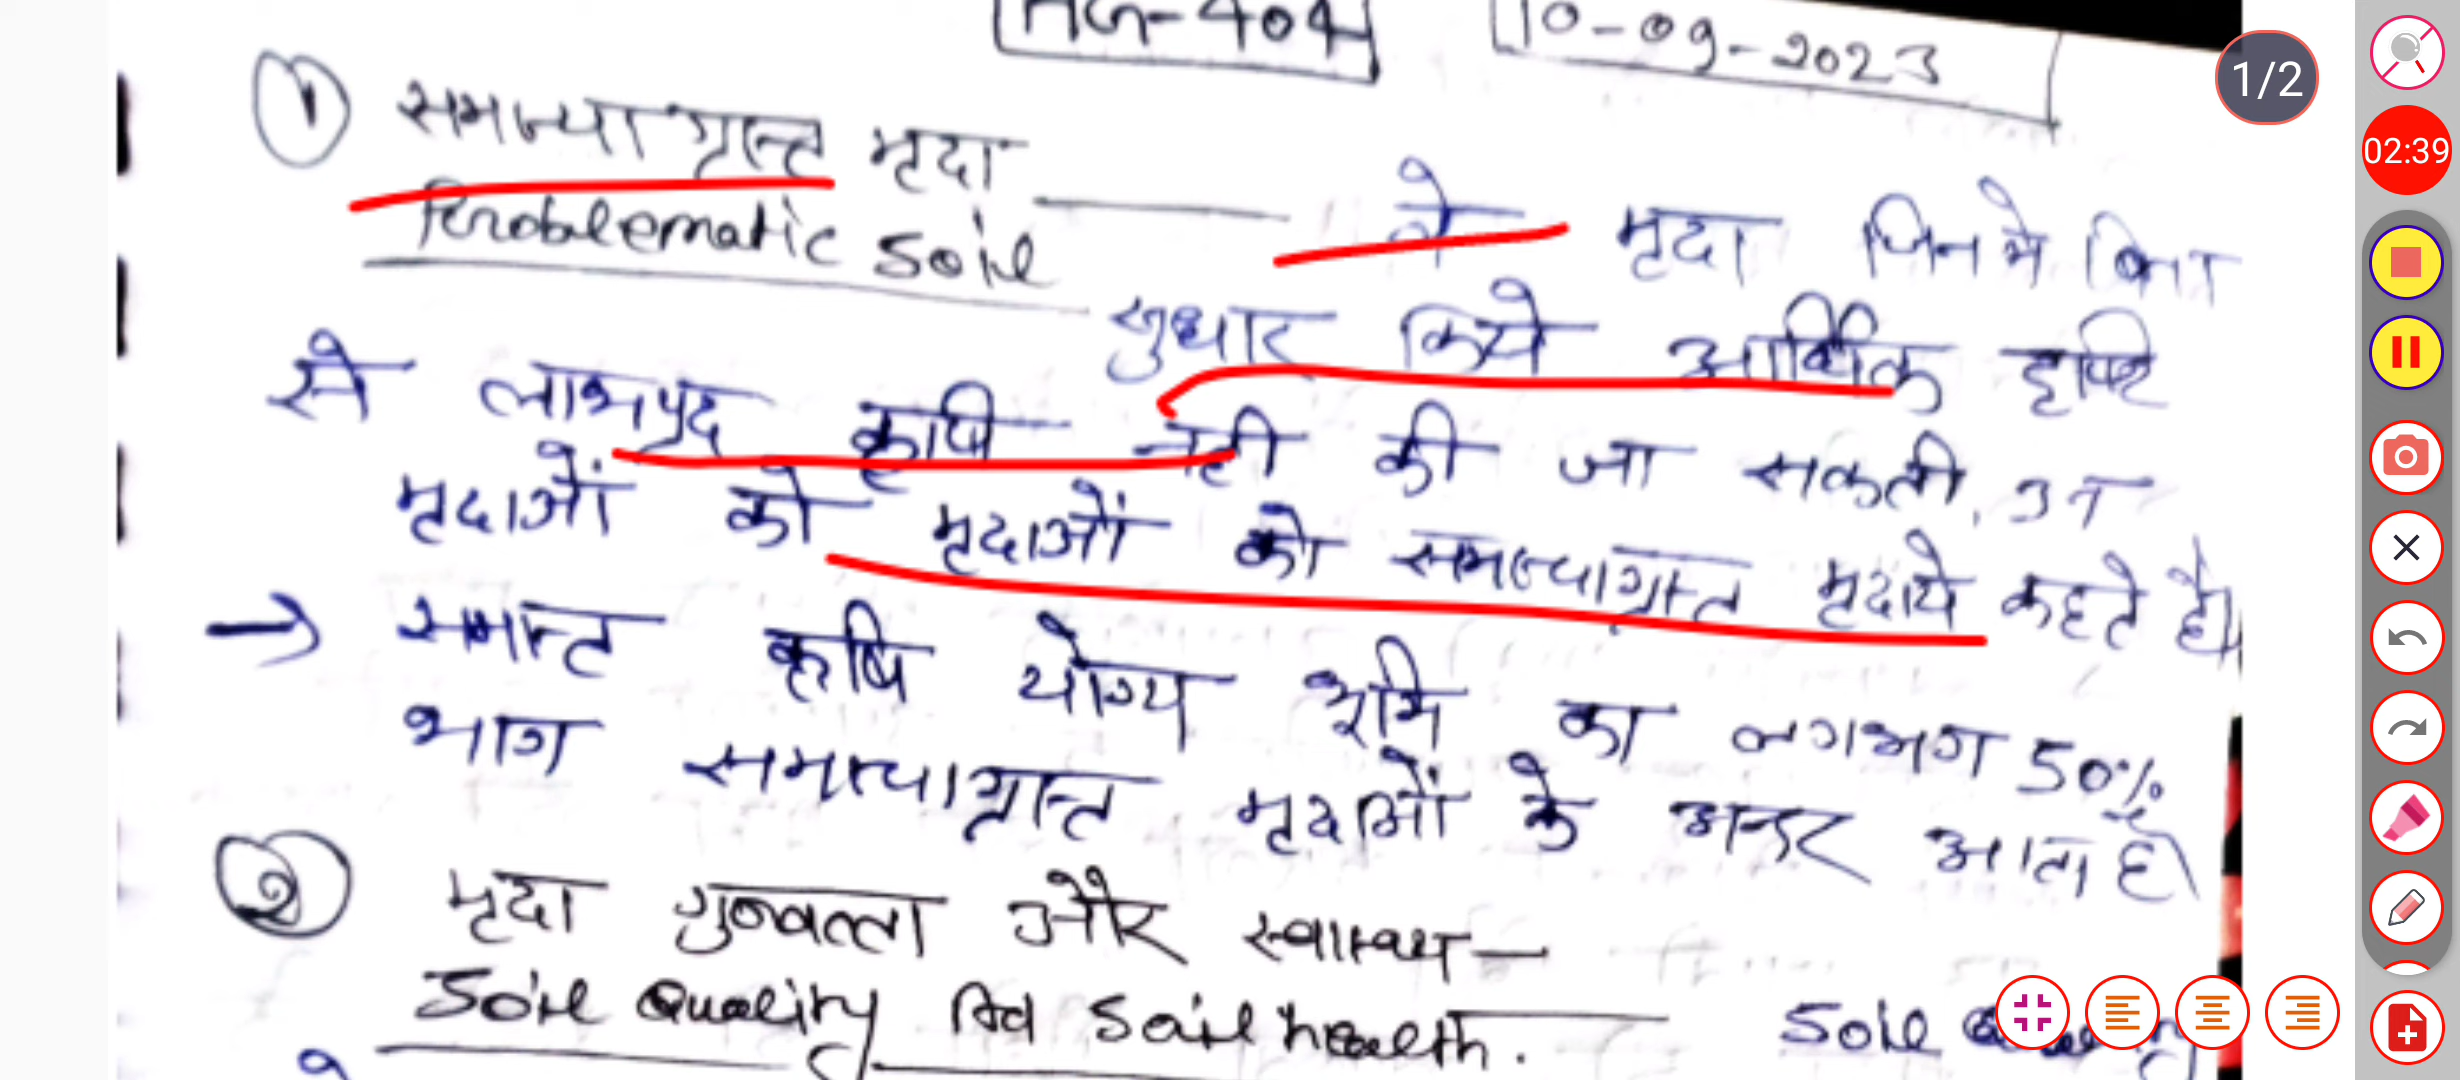 10-09-2023
1/2
02:39
① समस्याग्रस्त मृदा
Problematic Soil
वे मृदा जिनमे बिना
सुधार किये आर्थिक दृष्टि
से लाभप्रद कृषि नही की जा सकती, उन
मृदाओं को मृदाओं को समस्याग्रस्त मृदाये कहते है।
→ समस्त कृषि योग्य भूमि का लगभग 50%
भाग समस्याग्रस्त मृदाओं के अन्दर आता है
② मृदा गुणवत्ता और स्वास्थ्य —
Soil Quality And Soil health.
Soil